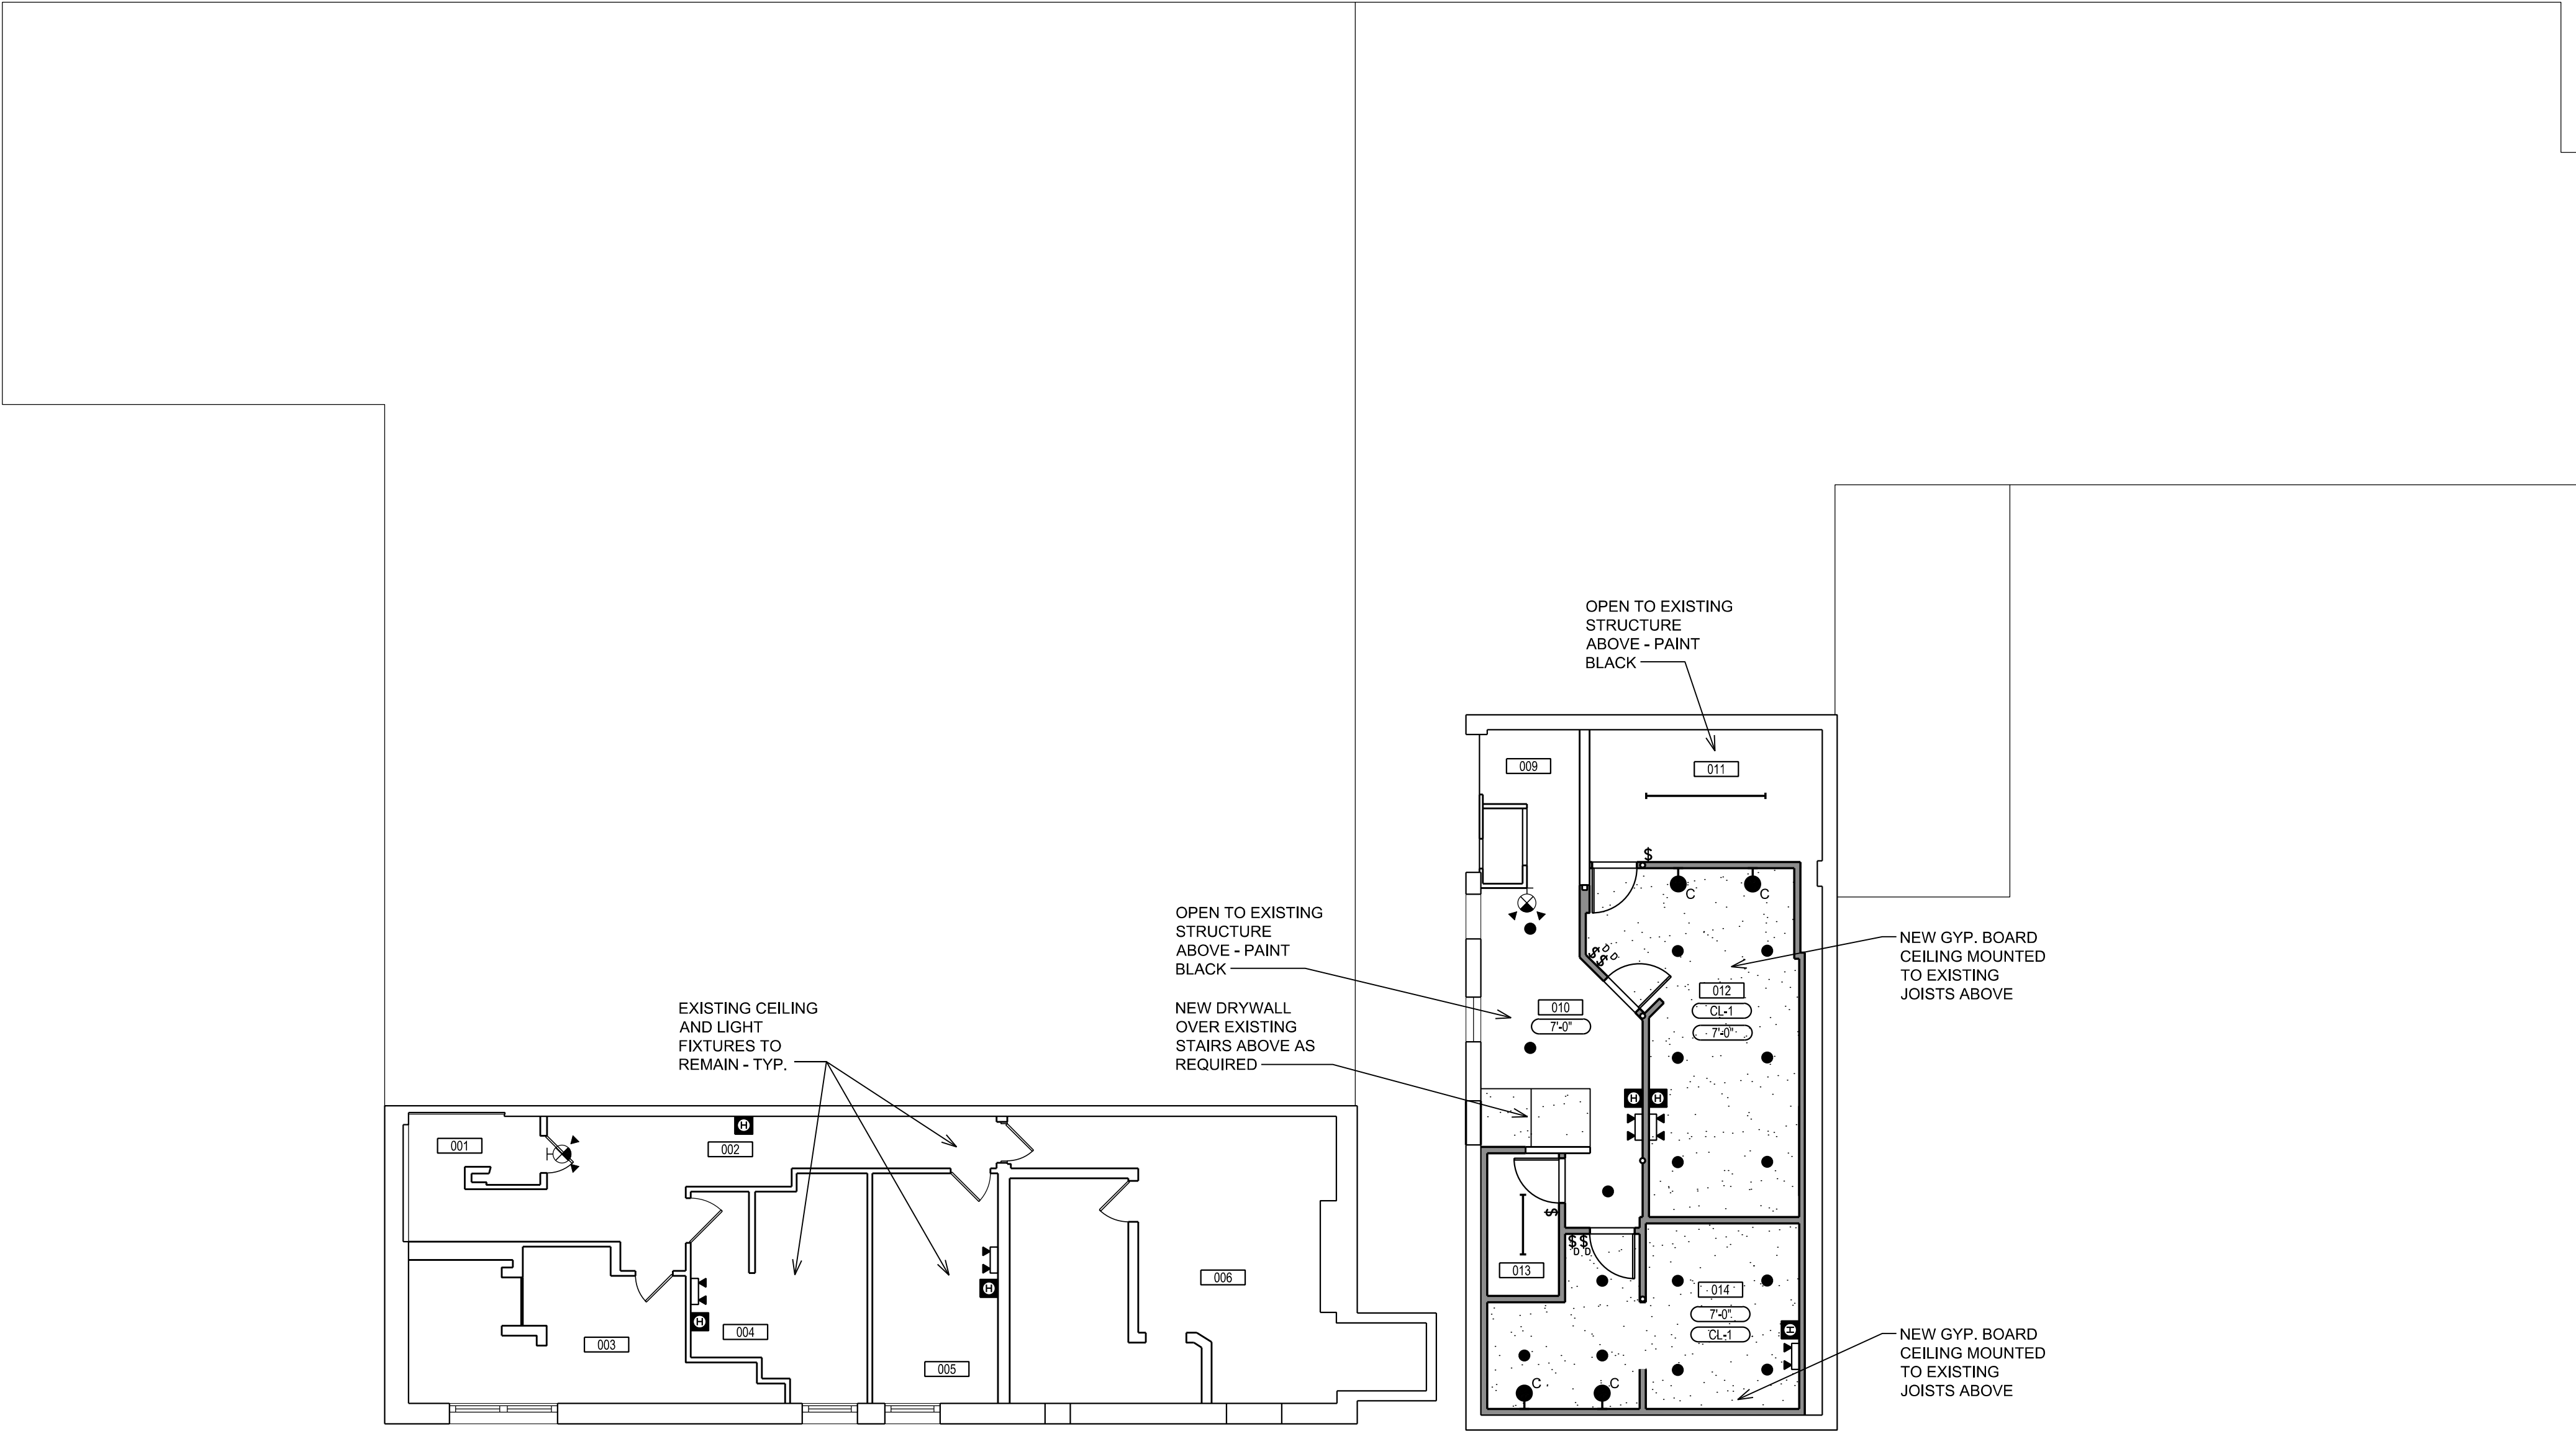 OPEN TO EXISTING
STRUCTURE
ABOVE - PAINT
BLACK
009
011
$
C
C
OPEN TO EXISTING
STRUCTURE
ABOVE - PAINT
BLACK
NEW GYP. BOARD
CEILING MOUNTED
TO EXISTING
JOISTS ABOVE
$
D
$
D
012
CL-1
7'-0"
010
7'-0"
EXISTING CEILING
AND LIGHT
FIXTURES TO
REMAIN - TYP.
NEW DRYWALL
OVER EXISTING
STAIRS ABOVE AS
REQUIRED
H
H
001
H
002
$
$$
D D
013
014
7'-0"
CL-1
H
006
H
H
004
003
005
C
C
NEW GYP. BOARD
CEILING MOUNTED
TO EXISTING
JOISTS ABOVE